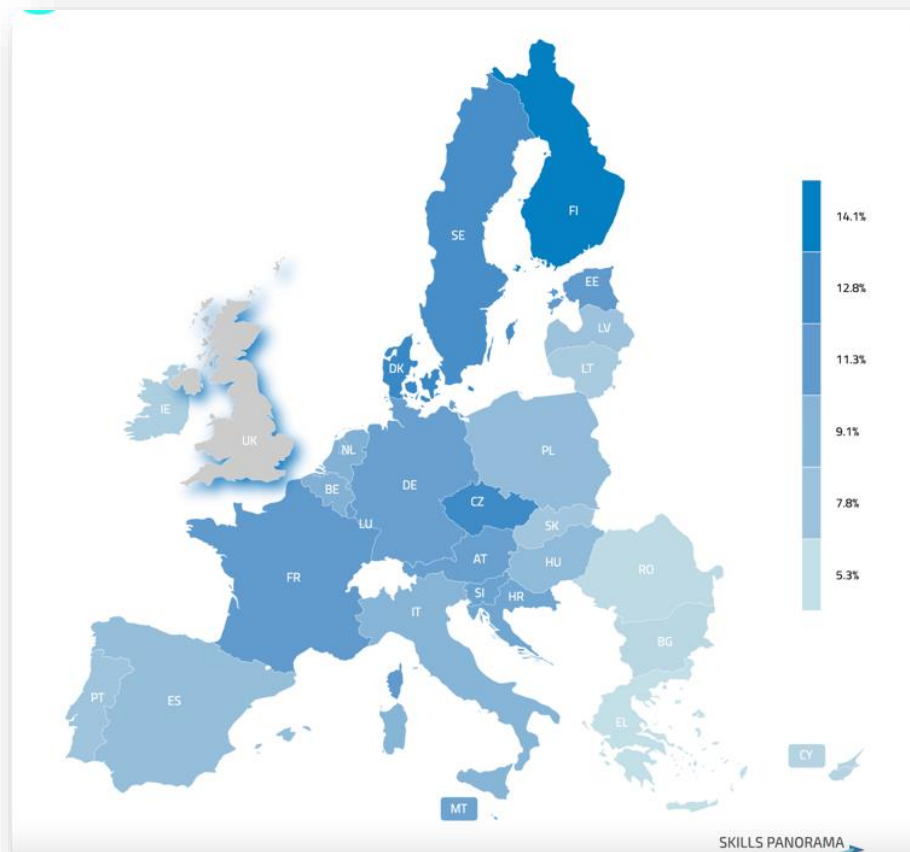 FI
SE
14.1%
12.8%
EE
LV
11.3%
DK
LT
IE
9.1%
UK
NL
PL
DE
BE
CZ
7.8%
LU
SK
AT
HU
RO
5.3%
FR
SI
HR
IT
BG
PT
ES
EL
CY
MT
SKILLS PANORAMA